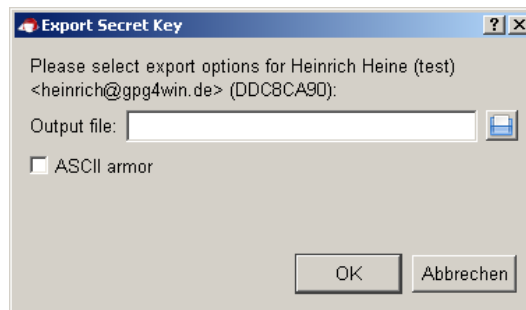 Export Secret Key
Please select export options for Heinrich Heine (test)
<heinrich@gpg4win.de> (DDC8CA90):
Output file:
ASCII armor
OK Abbrechen